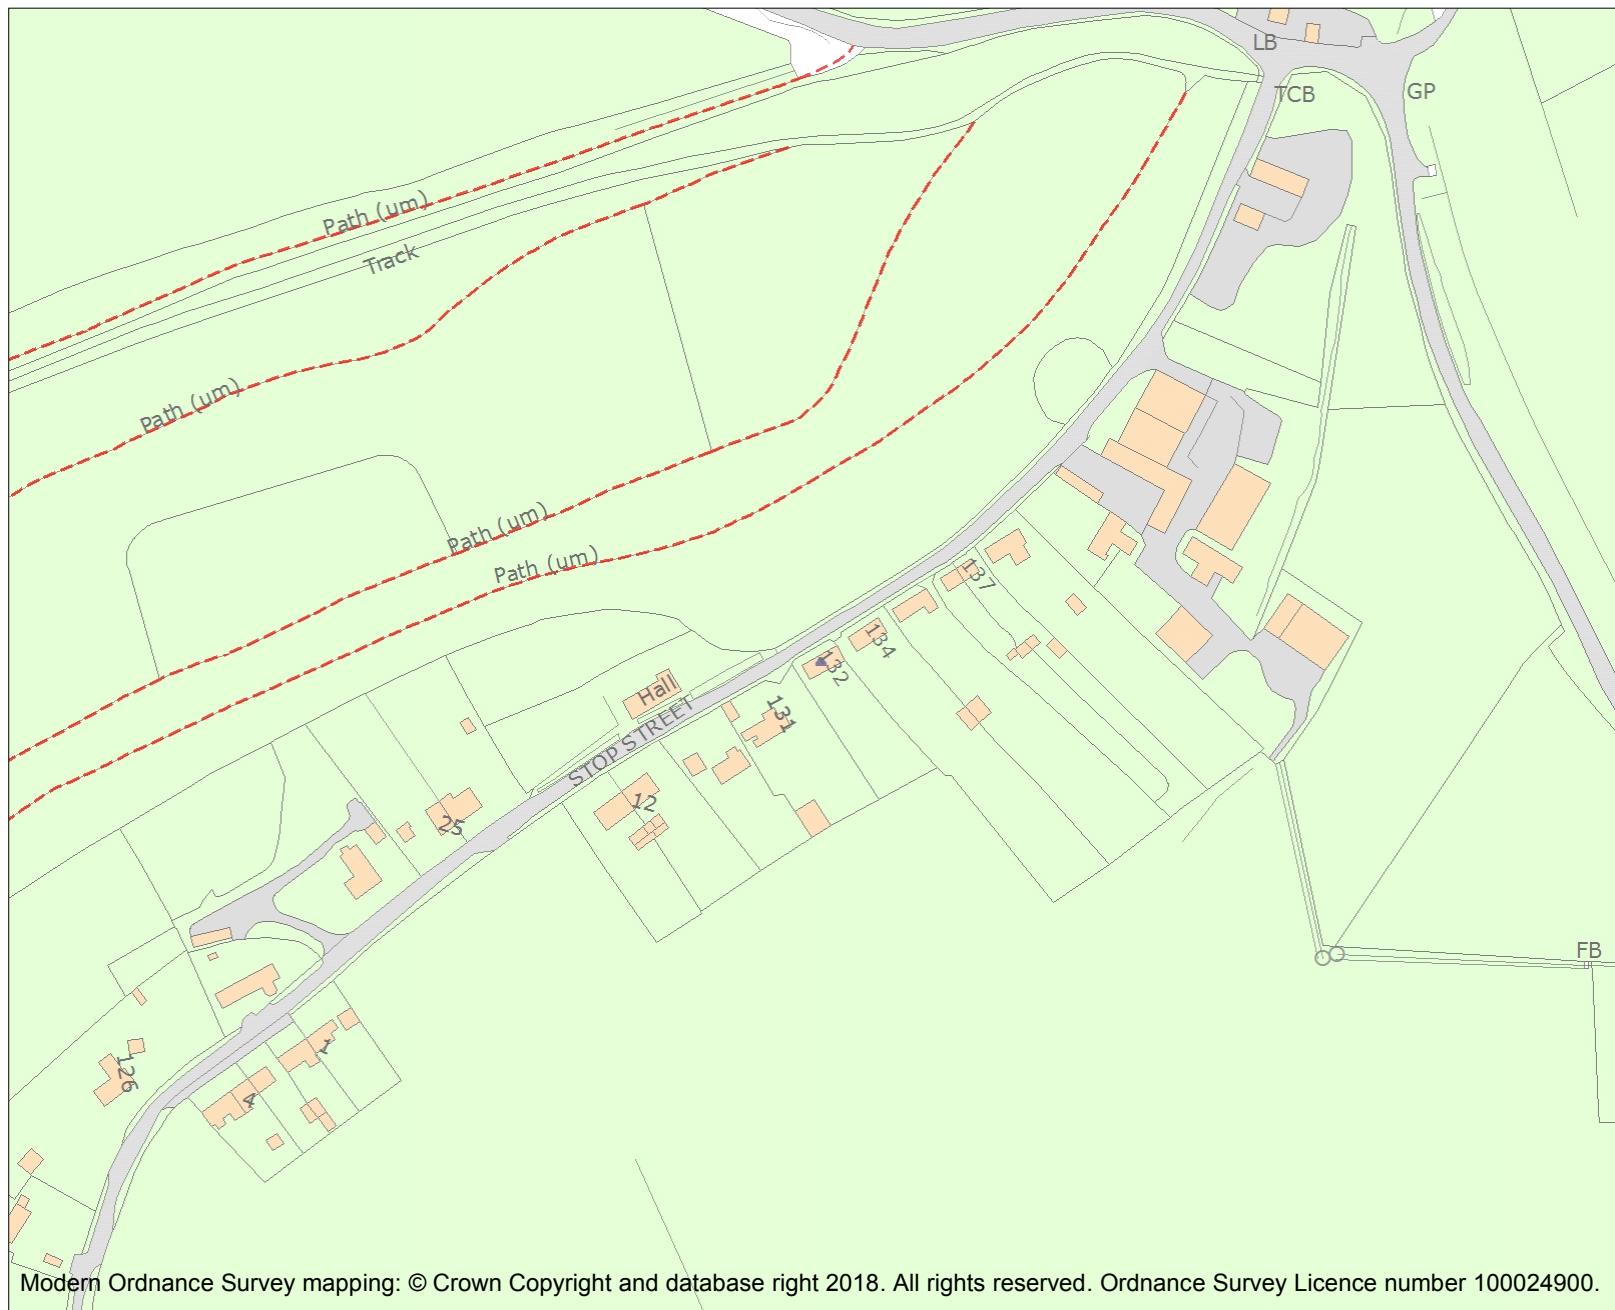 LB
TCB
GP
Path (um)
Track
Path (um)
Path (um)
Path (um)
137
134
132
Hall
131
STOP STREET
12
25
FB
126
1
4
Modern Ordnance Survey mapping: © Crown Copyright and database right 2018. All rights reserved. Ordnance Survey Licence number 100024900.